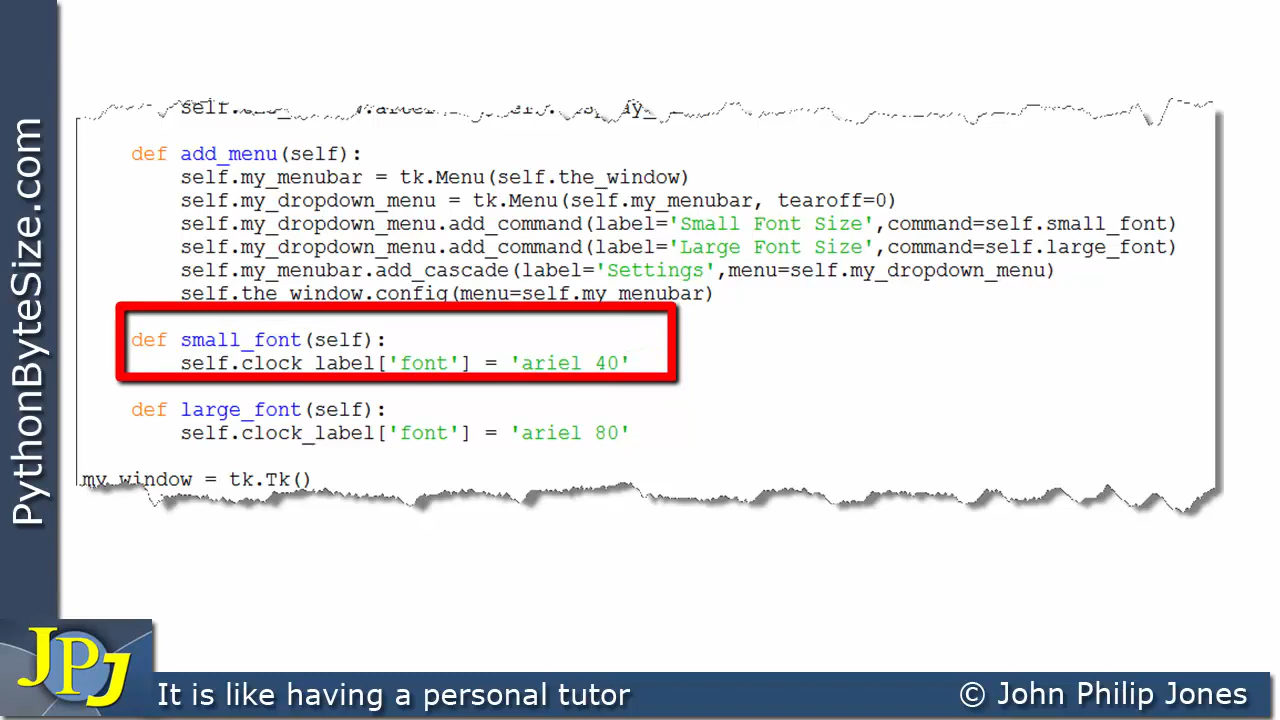 PythonByteSize.com
def add_menu(self):
self.my_menubar = tk.Menu(self.the_window)
self.my_dropdown_menu = tk.Menu(self.my_menubar, tearoff=0)
self.my_dropdown_menu.add_command(label='Small Font Size',command=self.small_font)
self.my_dropdown_menu.add_command(label='Large Font Size',command=self.large_font)
self.my_menubar.add_cascade(label='Settings',menu=self.my_dropdown_menu)
self.the_window.config(menu=self.my_menubar)
def small_font(self):
self.clock_label['font'] = 'ariel 40'
def large_font(self):
self.clock_label['font'] = 'ariel 80'
my_window = tk.Tk()
JPJ
It is like having a personal tutor
© John Philip Jones